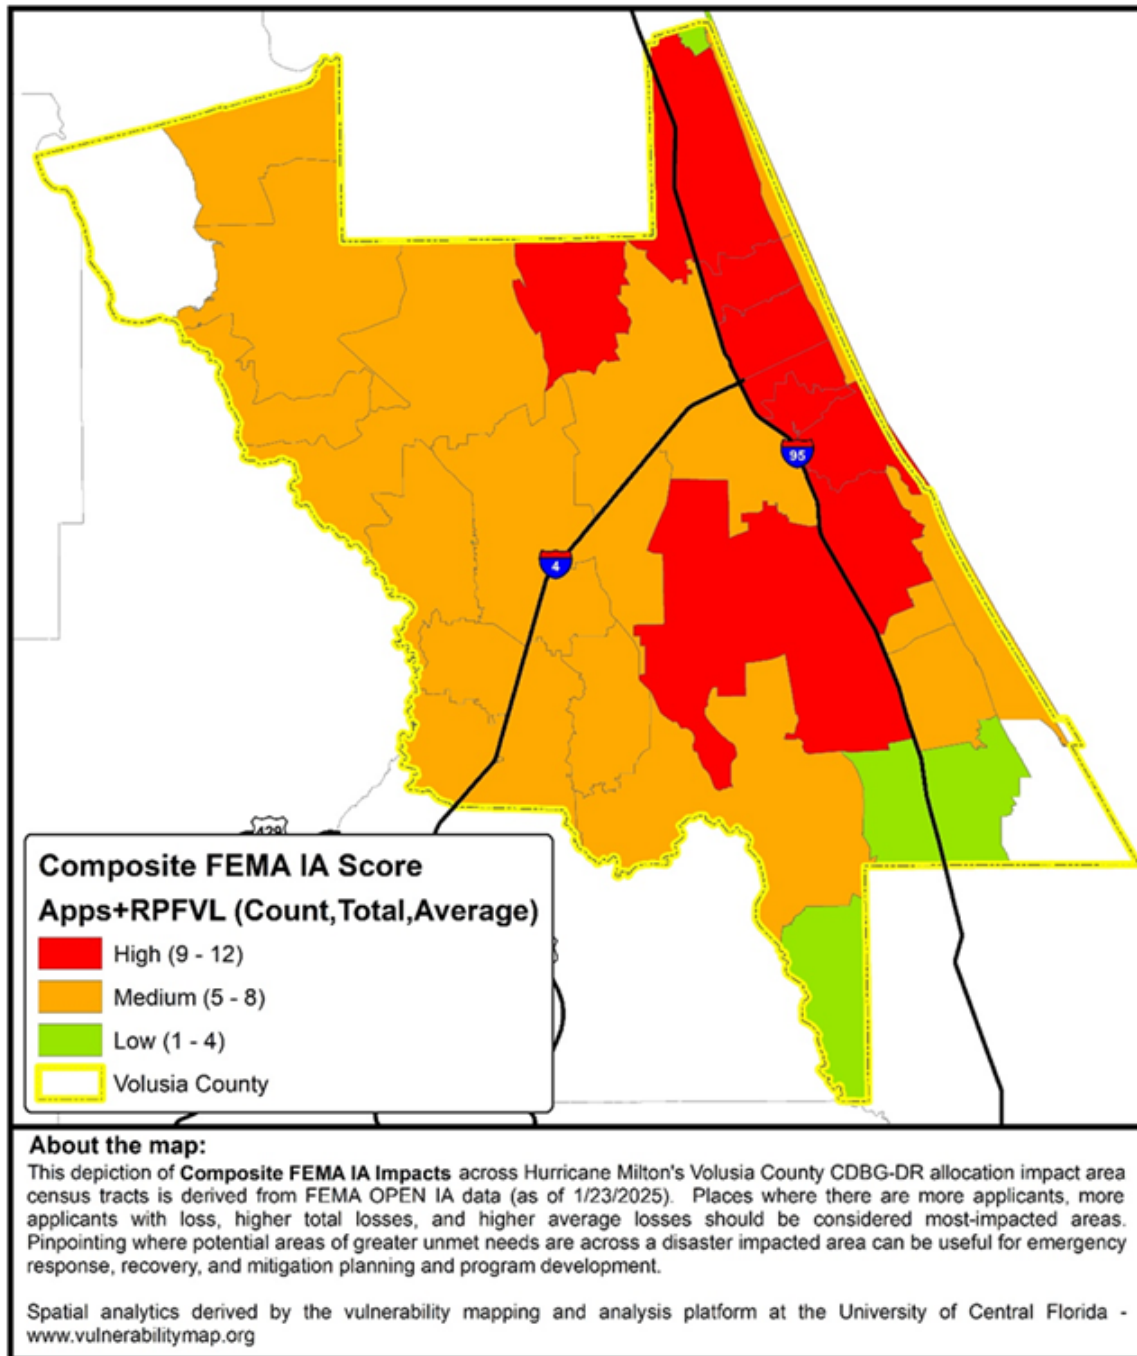 95
4
429
Composite FEMA IA Score
Apps+RPFVL (Count,Total,Average)
High (9 - 12)
Medium (5 - 8)
Low (1 - 4)
Volusia County
About the map:
This depiction of Composite FEMA IA Impacts across Hurricane Milton's Volusia County CDBG-DR allocation impact area
census tracts is derived from FEMA OPEN IA data (as of 1/23/2025). Places where there are more applicants, more
applicants with loss, higher total losses, and higher average losses should be considered most-impacted areas.
Pinpointing where potential areas of greater unmet needs are across a disaster impacted area can be useful for emergency
response, recovery, and mitigation planning and program development.
Spatial analytics derived by the vulnerability mapping and analysis platform at the University of Central Florida -
www.vulnerabilitymap.org